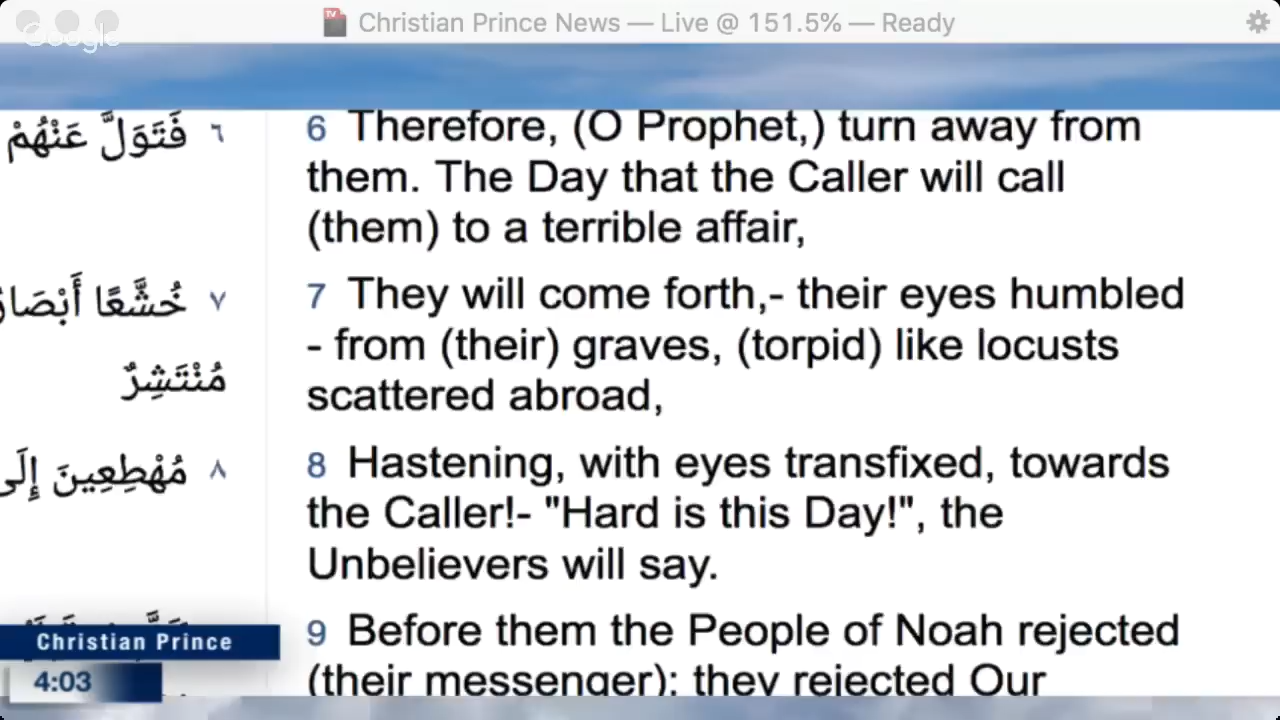 Christian Prince News — Live @ 151.5% — Ready
Google
٦ فَتَوَلَّ عَنْهُمْ
6 Therefore, (O Prophet,) turn away from
them. The Day that the Caller will call
(them) to a terrible affair,
٧ خُشَّعًا
7 They will come forth,- their eyes humbled
- from (their) graves, (torpid) like locusts
مُنْتَشِرٌ
scattered abroad,
٨ مُهْطِعِينَ إِلَى
8 Hastening, with eyes transfixed, towards
the Caller!- "Hard is this Day!", the
Unbelievers will say.
9 Before them the People of Noah rejected
(their messenger): they rejected Our
Christian Prince
4:03